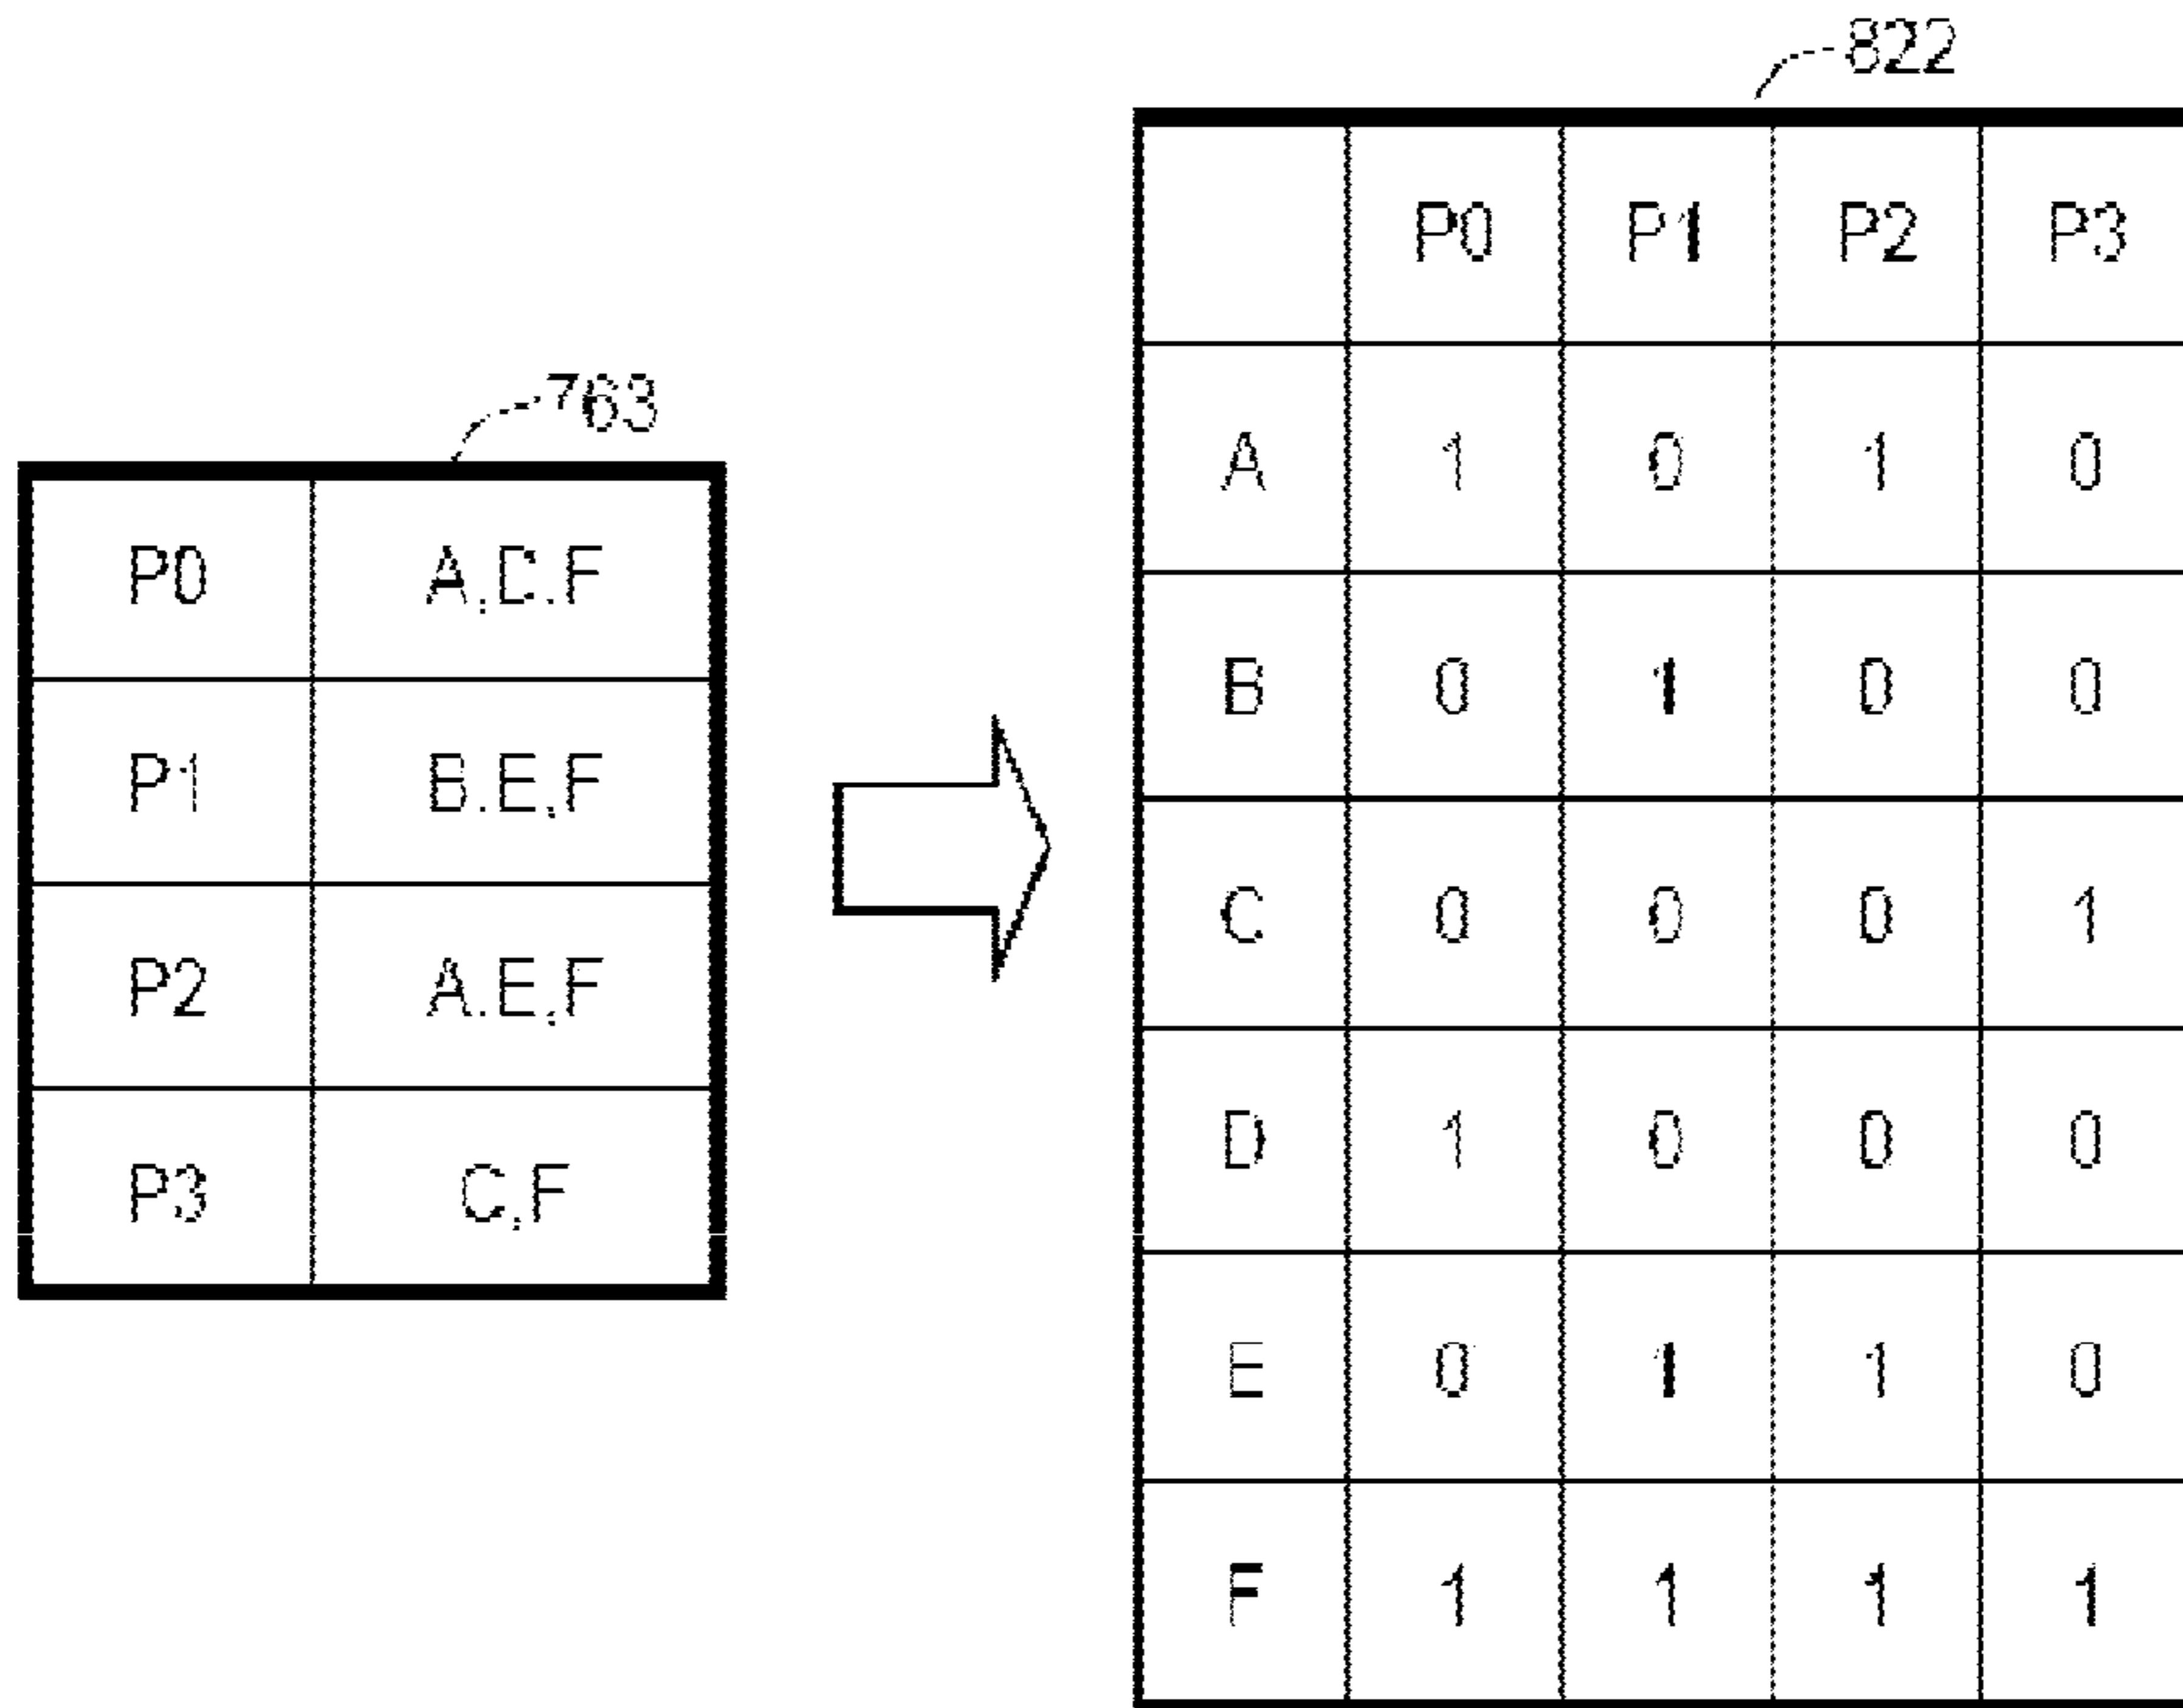 822
P0 P1 P2 P3
A 1 0 1 0
B 0 1 0 0
C 0 0 0 1
D 1 0 0 0
E 0 1 1 0
F 1 1 1 1
763
P0 A,D,F
P1 B,E,F
P2 A,E,F
P3 C,F